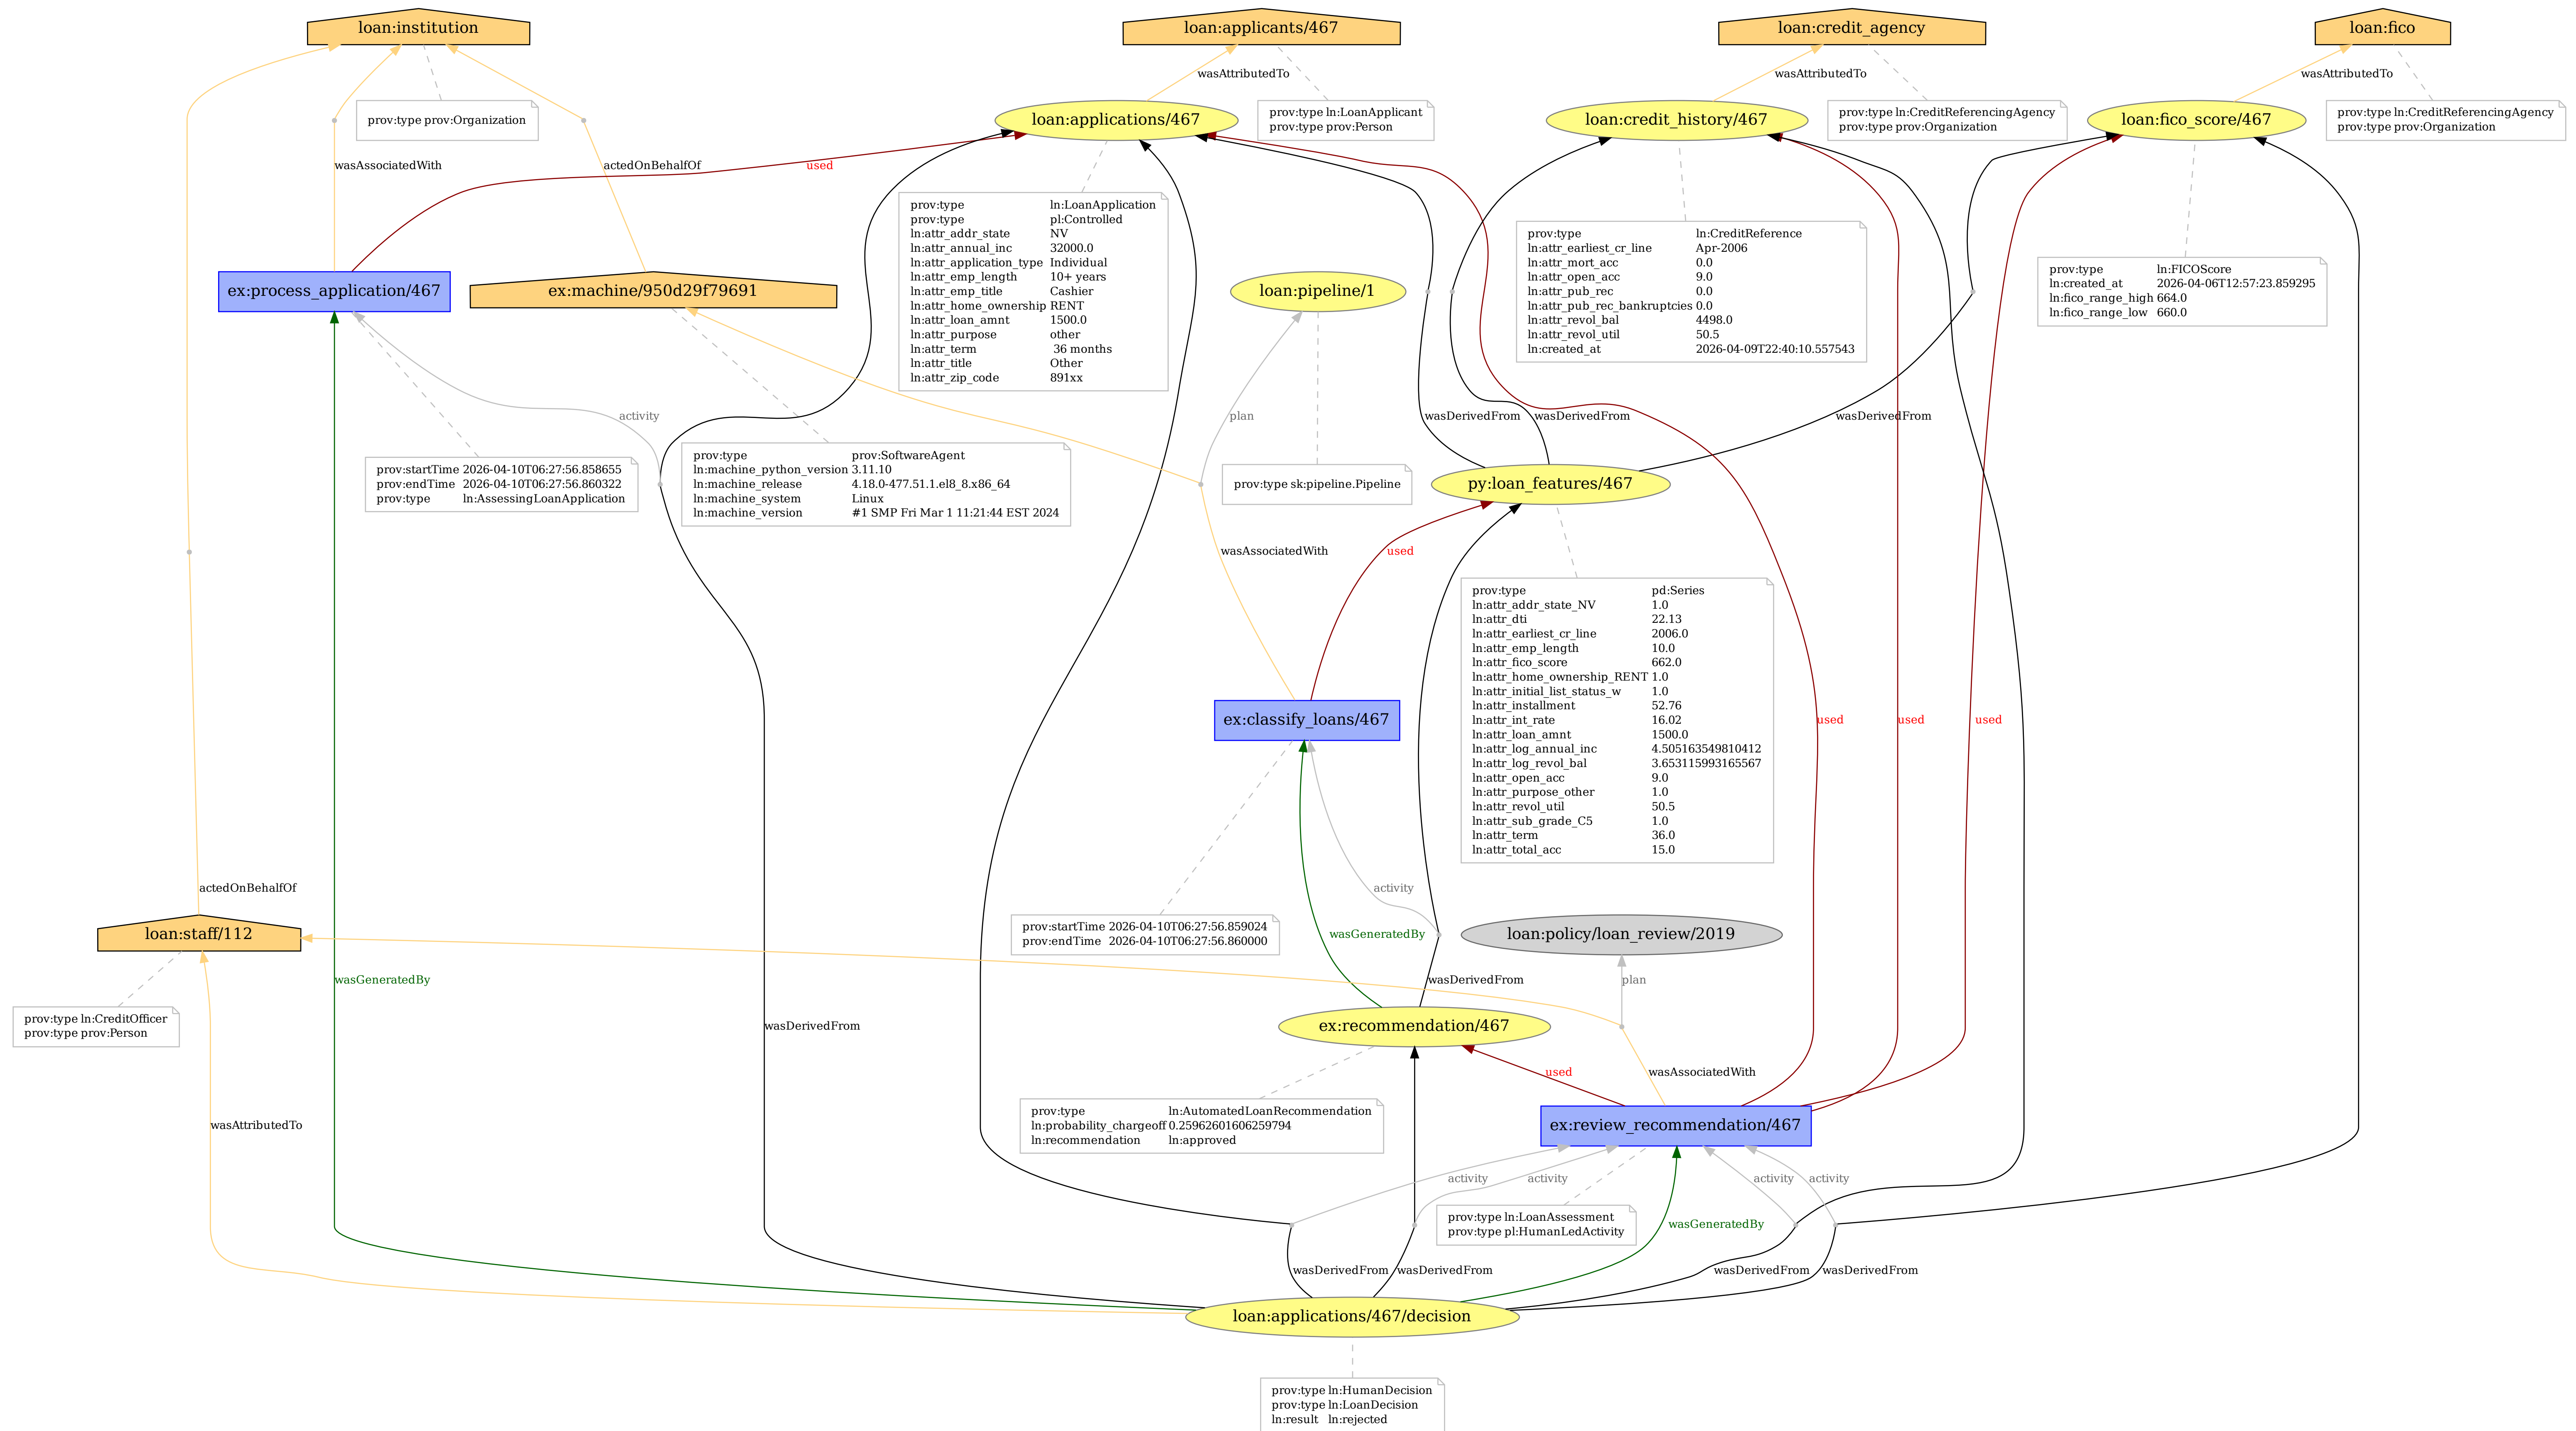 loan:institution
loan:applicants/467
loan:credit_agency
loan:fico
wasAttributedTo
wasAttributedTo
wasAttributedTo
prov:type prov:Organization
loan:applications/467
prov:type ln:LoanApplicant
prov:type prov:Person
loan:credit_history/467
prov:type ln:CreditReferencingAgency
prov:type prov:Organization
loan:fico_score/467
prov:type ln:CreditReferencingAgency
prov:type prov:Organization
wasAssociatedWith
actedOnBehalfOf
used
prov:type ln:LoanApplication
prov:type pl:Controlled
ln:attr_addr_state NV
ln:attr_annual_inc 32000.0
ln:attr_application_type Individual
ln:attr_emp_length 10+ years
ln:attr_emp_title Cashier
ln:attr_home_ownership RENT
ln:attr_loan_amnt 1500.0
ln:attr_purpose other
ln:attr_term 36 months
ln:attr_title Other
ln:attr_zip_code 891xx
prov:type ln:CreditReference
ln:attr_earliest_cr_line Apr-2006
ln:attr_mort_acc 0.0
ln:attr_open_acc 9.0
ln:attr_pub_rec 0.0
ln:attr_pub_rec_bankruptcies 0.0
ln:attr_revol_bal 4498.0
ln:attr_revol_util 50.5
ln:created_at 2026-04-09T22:40:10.557543
prov:type ln:FICOScore
ln:created_at 2026-04-06T12:57:23.859295
ln:fico_range_high 664.0
ln:fico_range_low 660.0
ex:process_application/467
ex:machine/950d29f79691
loan:pipeline/1
activity
plan
wasDerivedFrom
wasDerivedFrom
wasDerivedFrom
prov:startTime 2026-04-10T06:27:56.858655
prov:endTime 2026-04-10T06:27:56.860322
prov:type ln:AssessingLoanApplication
prov:type prov:SoftwareAgent
ln:machine_python_version 3.11.10
ln:machine_release 4.18.0-477.51.1.el8_8.x86_64
ln:machine_system Linux
ln:machine_version #1 SMP Fri Mar 1 11:21:44 EST 2024
prov:type sk:pipeline.Pipeline
py:loan_features/467
wasAssociatedWith
used
prov:type pd:Series
ln:attr_addr_state_NV 1.0
ln:attr_dti 22.13
ln:attr_earliest_cr_line 2006.0
ln:attr_emp_length 10.0
ln:attr_fico_score 662.0
ln:attr_home_ownership_RENT 1.0
ln:attr_initial_list_status_w 1.0
ln:attr_installment 52.76
ln:attr_int_rate 16.02
ln:attr_loan_amnt 1500.0
ln:attr_log_annual_inc 4.505163549810412
ln:attr_log_revol_bal 3.653115993165567
ln:attr_open_acc 9.0
ln:attr_purpose_other 1.0
ln:attr_revol_util 50.5
ln:attr_sub_grade_C5 1.0
ln:attr_term 36.0
ln:attr_total_acc 15.0
ex:classify_loans/467
used
used
used
actedOnBehalfOf
activity
loan:staff/112
prov:startTime 2026-04-10T06:27:56.859024
prov:endTime 2026-04-10T06:27:56.860000
wasGeneratedBy
loan:policy/loan_review/2019
wasGeneratedBy
wasDerivedFrom
plan
prov:type ln:CreditOfficer
prov:type prov:Person
wasDerivedFrom
ex:recommendation/467
used
wasAssociatedWith
prov:type ln:AutomatedLoanRecommendation
ln:probability_chargeoff 0.25962601606259794
ln:recommendation ln:approved
wasAttributedTo
ex:review_recommendation/467
activity
activity
activity
activity
prov:type ln:LoanAssessment
prov:type pl:HumanLedActivity
wasGeneratedBy
wasDerivedFrom
wasDerivedFrom
wasDerivedFrom
wasDerivedFrom
loan:applications/467/decision
prov:type ln:HumanDecision
prov:type ln:LoanDecision
ln:result ln:rejected